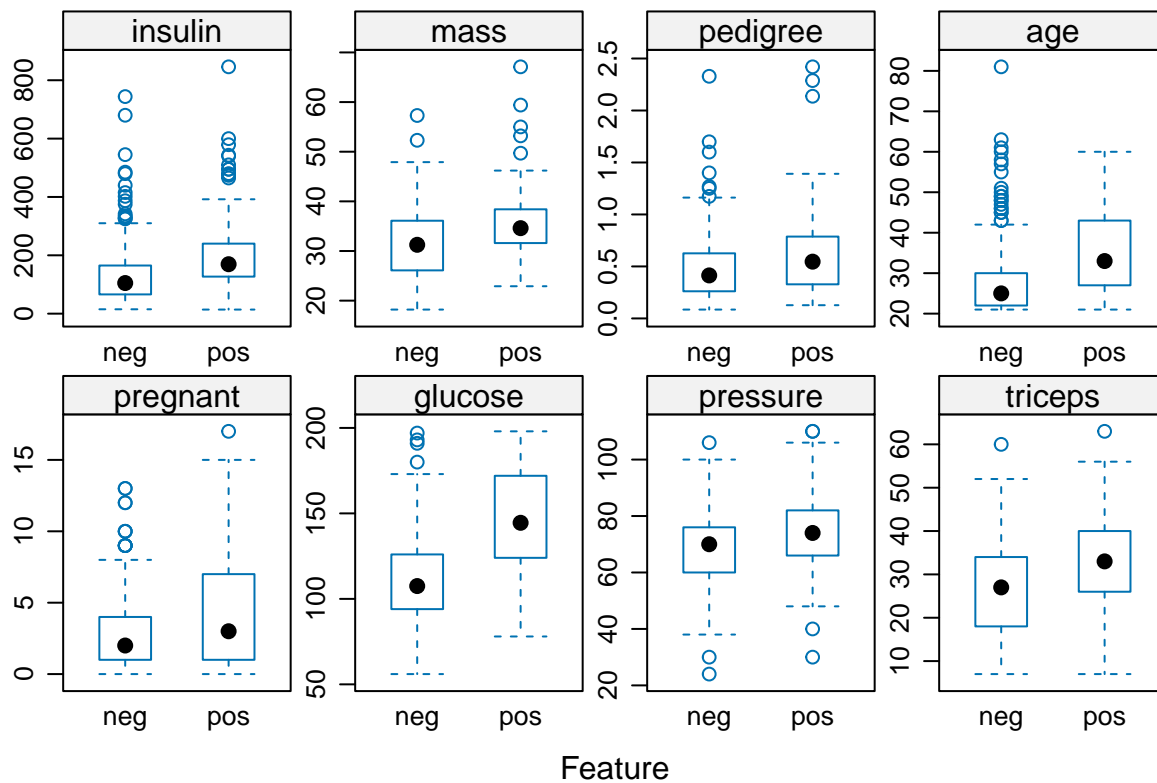 insulin
mass
pedigree
age
0 200 400 600 800
20 30 40 50 60
0.0 0.5 1.0 1.5 2.0 2.5
20 30 40 50 60 70 80
neg pos
neg pos
neg pos
neg pos
pregnant
glucose
pressure
triceps
0 5 10 15
50 100 150 200
20 40 60 80 100
10 20 30 40 50 60
neg pos
neg pos
neg pos
neg pos
Feature